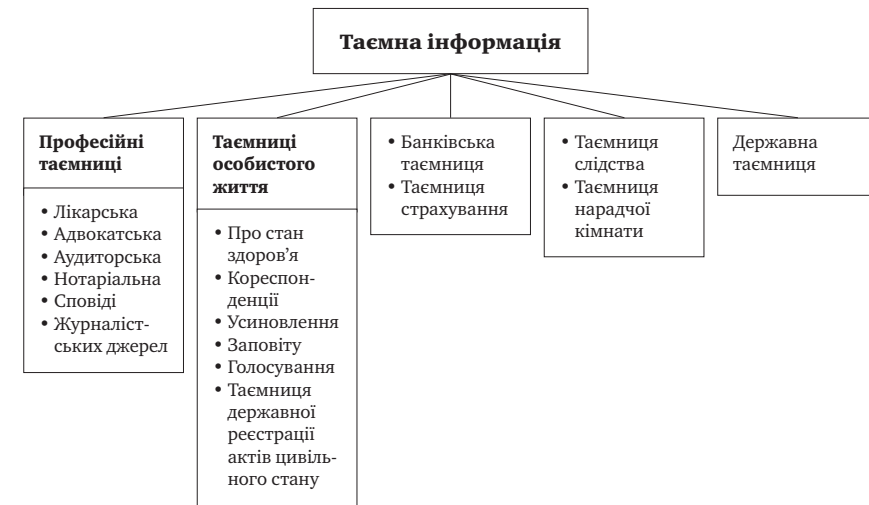 Таємна інформація
Професійні
таємниці
• Лікарська
• Адвокатська
• Аудиторська
• Нотаріальна
• Сповіді
• Журналіст-
ських джерел
Таємниці
особистого
життя
• Про стан
здоров’я
• Кореспон-
денції
• Усиновлення
• Заповіту
• Голосування
• Таємниця
державної
реєстрації
актів цивіль-
ного стану
• Банківська
таємниця
• Таємниця
страхування
• Таємниця
слідства
• Таємниця
нарадчої
кімнати
Державна
таємниця